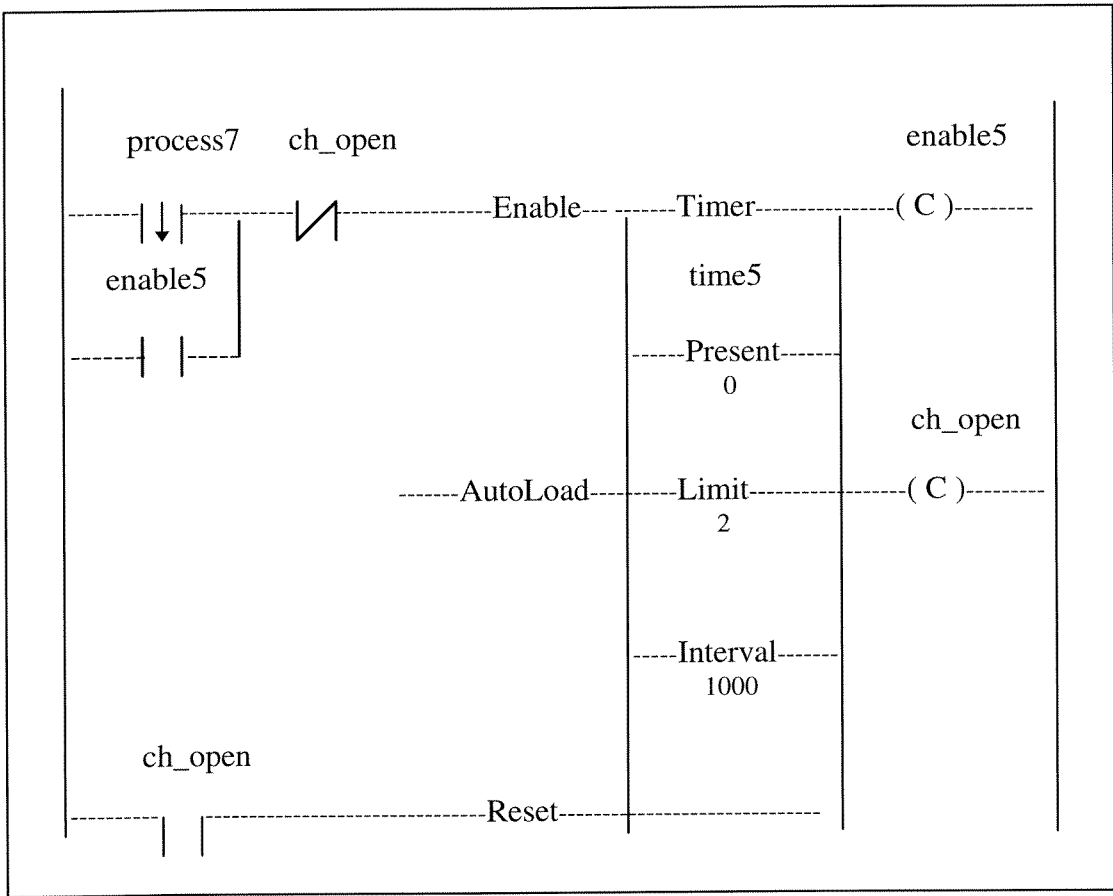 process7 ch_open enable5
Enable Timer ( C )
enable5 time5
Present
0
ch_open
AutoLoad Limit ( C )
2
Interval
1000
ch_open
Reset